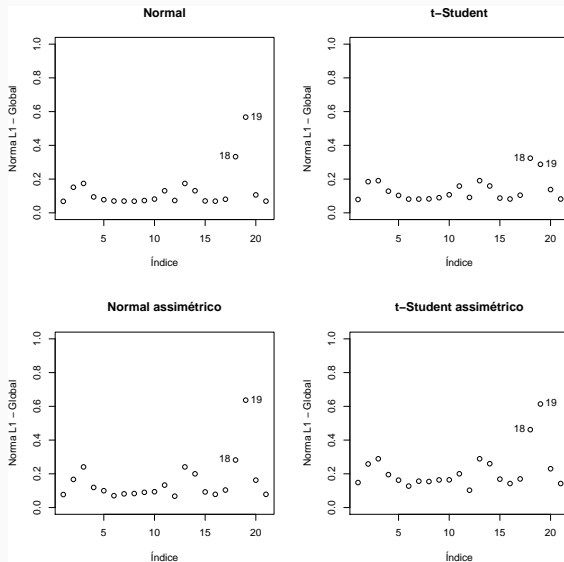 Normal
Norma L1 − Global
0.0 0.2 0.4 0.6 0.8 1.0
18
19
5 10 15 20
Índice
t−Student
Norma L1 − Global
0.0 0.2 0.4 0.6 0.8 1.0
18
19
5 10 15 20
Índice
Normal assimétrico
Norma L1 − Global
0.0 0.2 0.4 0.6 0.8 1.0
18
19
5 10 15 20
Índice
t−Student assimétrico
Norma L1 − Global
0.0 0.2 0.4 0.6 0.8 1.0
18
19
5 10 15 20
Índice